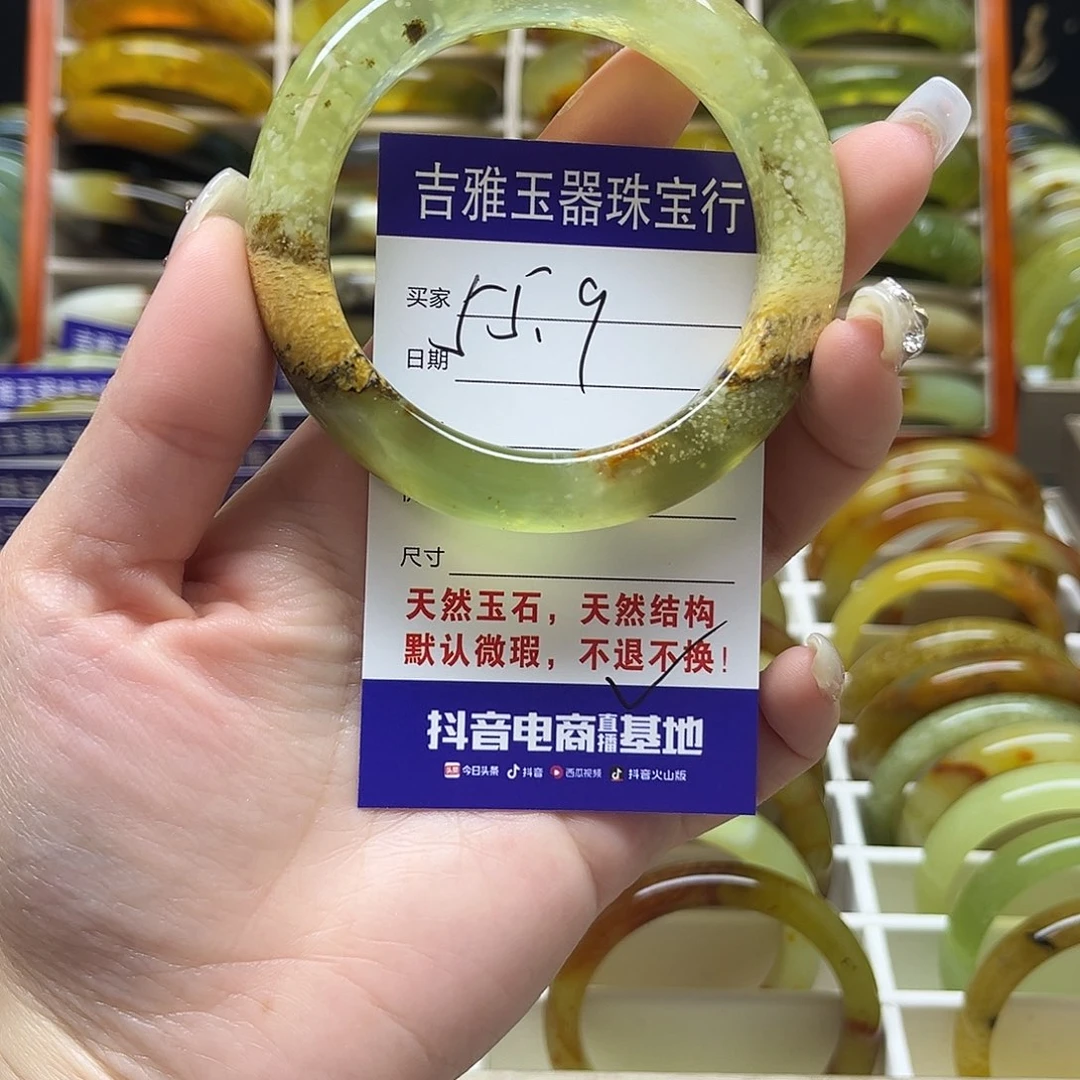 吉雅玉器珠宝行
买家 55.9
日期
尺寸
天然玉石，天然结构
默认微瑕，不退不换！
抖音电商直播基地
头条 今日头条 抖音 西瓜视频 抖音火山版